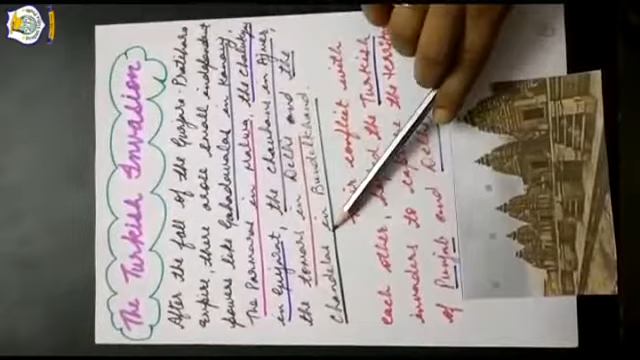 The Turkish Invasion
After the fall of the Gurjara-Pratihara
empire, there arose small independent
powers like Gahadavalas in Kanauj,
The Parmaras in Malwa, the Chalukyas
in Gujarat, the Chauhans in Ajmer,
the tomars in Delhi and the
Chandelas in Bundelkhand.
conflict with
each other, the Turkish
invaders to the
of Punjab and Delhi